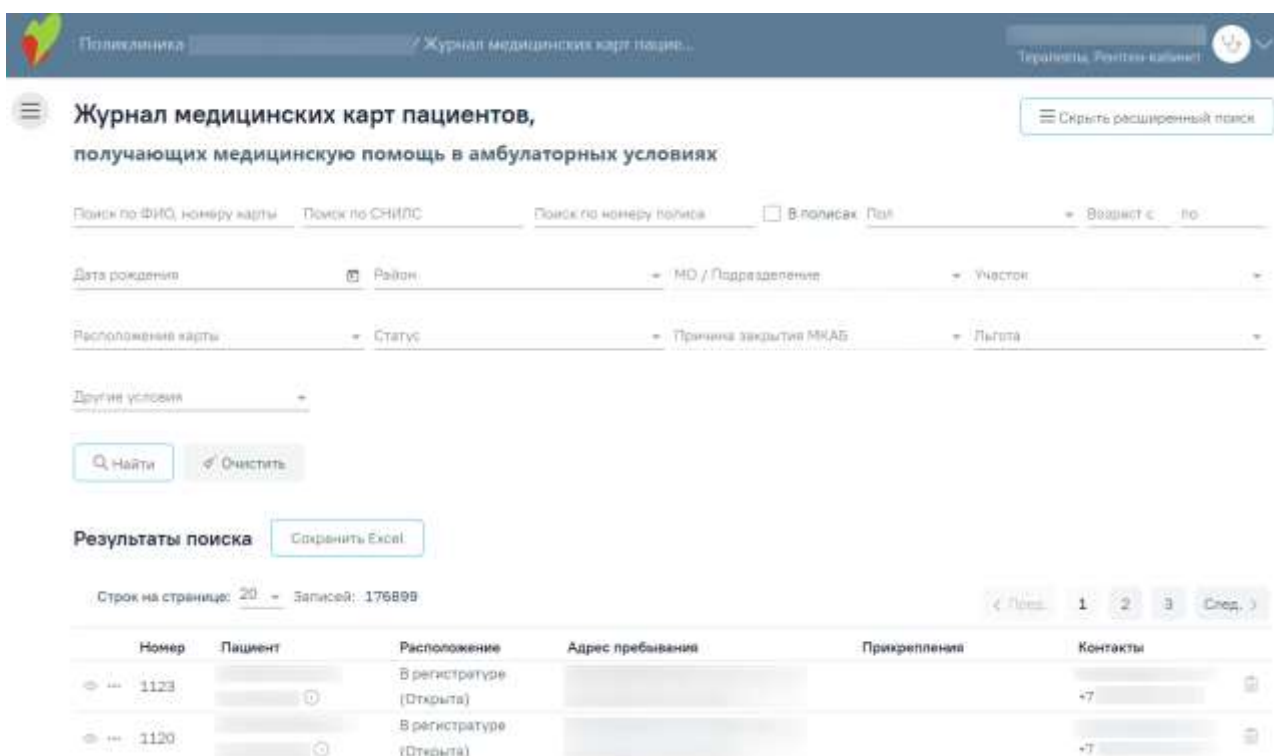 Поликлиника / Журнал медицинских карт пацие...
Терапевты, Рентген-кабинет
Журнал медицинских карт пациентов,
Скрыть расширенный поиск
получающих медицинскую помощь в амбулаторных условиях
Поиск по ФИО, номеру карты Поиск по СНИЛС Поиск по номеру полиса В полисах Пол Возраст с по
Дата рождения Район МО / Подразделение Участок
Расположение карты Статус Причина закрытия МКАБ Льгота
Другие условия
Найти Очистить
Результаты поиска Сохранить Excel
Строк на странице: 20 Записей: 176899 < Пред. 1 2 3 След. >
Номер Пациент Расположение Адрес пребывания Прикрепления Контакты
1123 В регистратуре
(Открыта) +7
1120 В регистратуре
(Открыта) +7